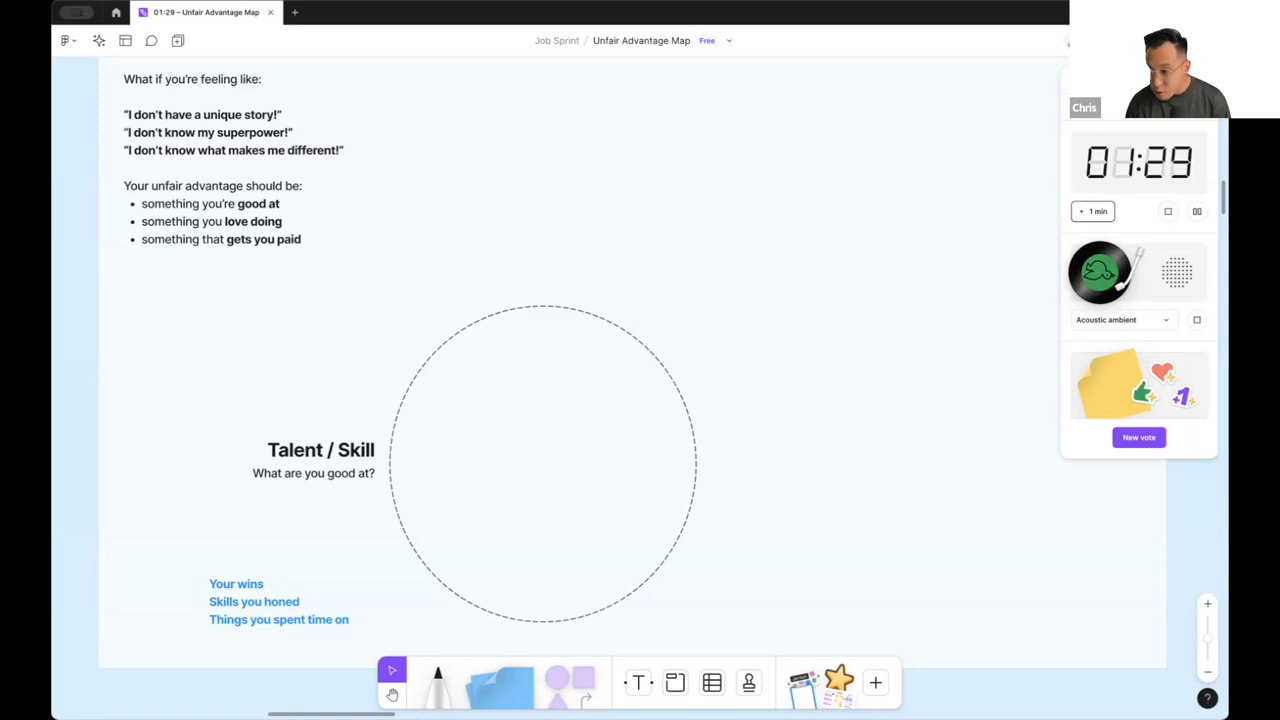 01:29 – Unfair Advantage Map
Job Sprint / Unfair Advantage Map Free
What if you're feeling like:
"I don't have a unique story!"
"I don't know my superpower!"
"I don't know what makes me different!"
Your unfair advantage should be:
• something you're good at
• something you love doing
• something that gets you paid
Talent / Skill
What are you good at?
Your wins
Skills you honed
Things you spent time on
Chris
01:29
+ 1 min
Acoustic ambient
+1
New vote
T
?